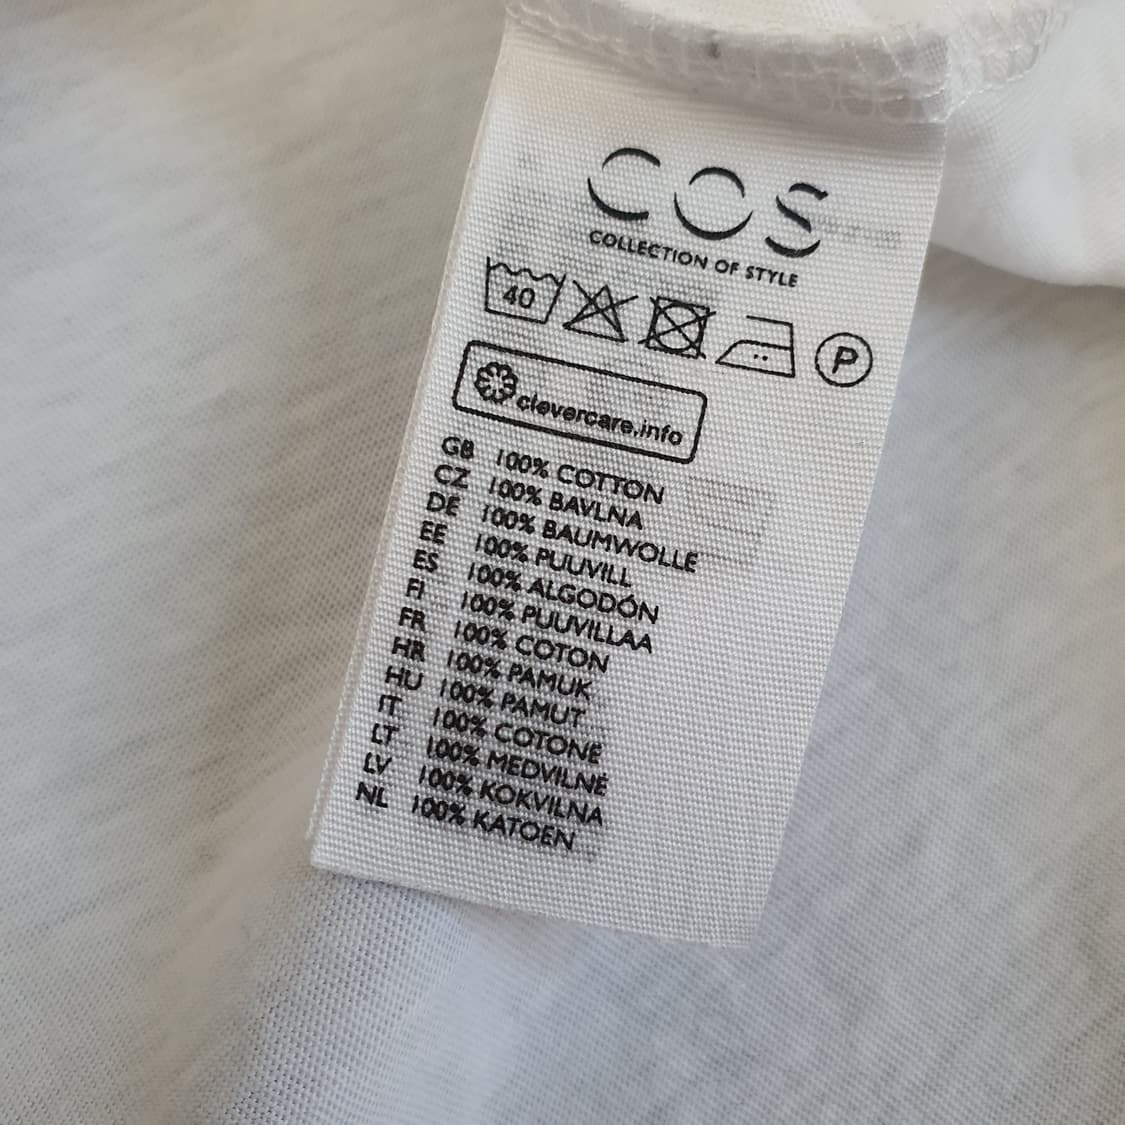 COS
COLLECTION OF STYLE
40 P
clevercare.info
GB 100% COTTON
CZ 100% BAVLNA
DE 100% BAUMWOLLE
EE 100% PUUVILL
ES 100% ALGODÓN
FI 100% PUUVILLAA
FR 100% COTON
HR 100% PAMUK
HU 100% PAMUT
IT 100% COTONE
LT 100% MEDVILNĖ
LV 100% KOKVILNA
NL 100% KATOEN